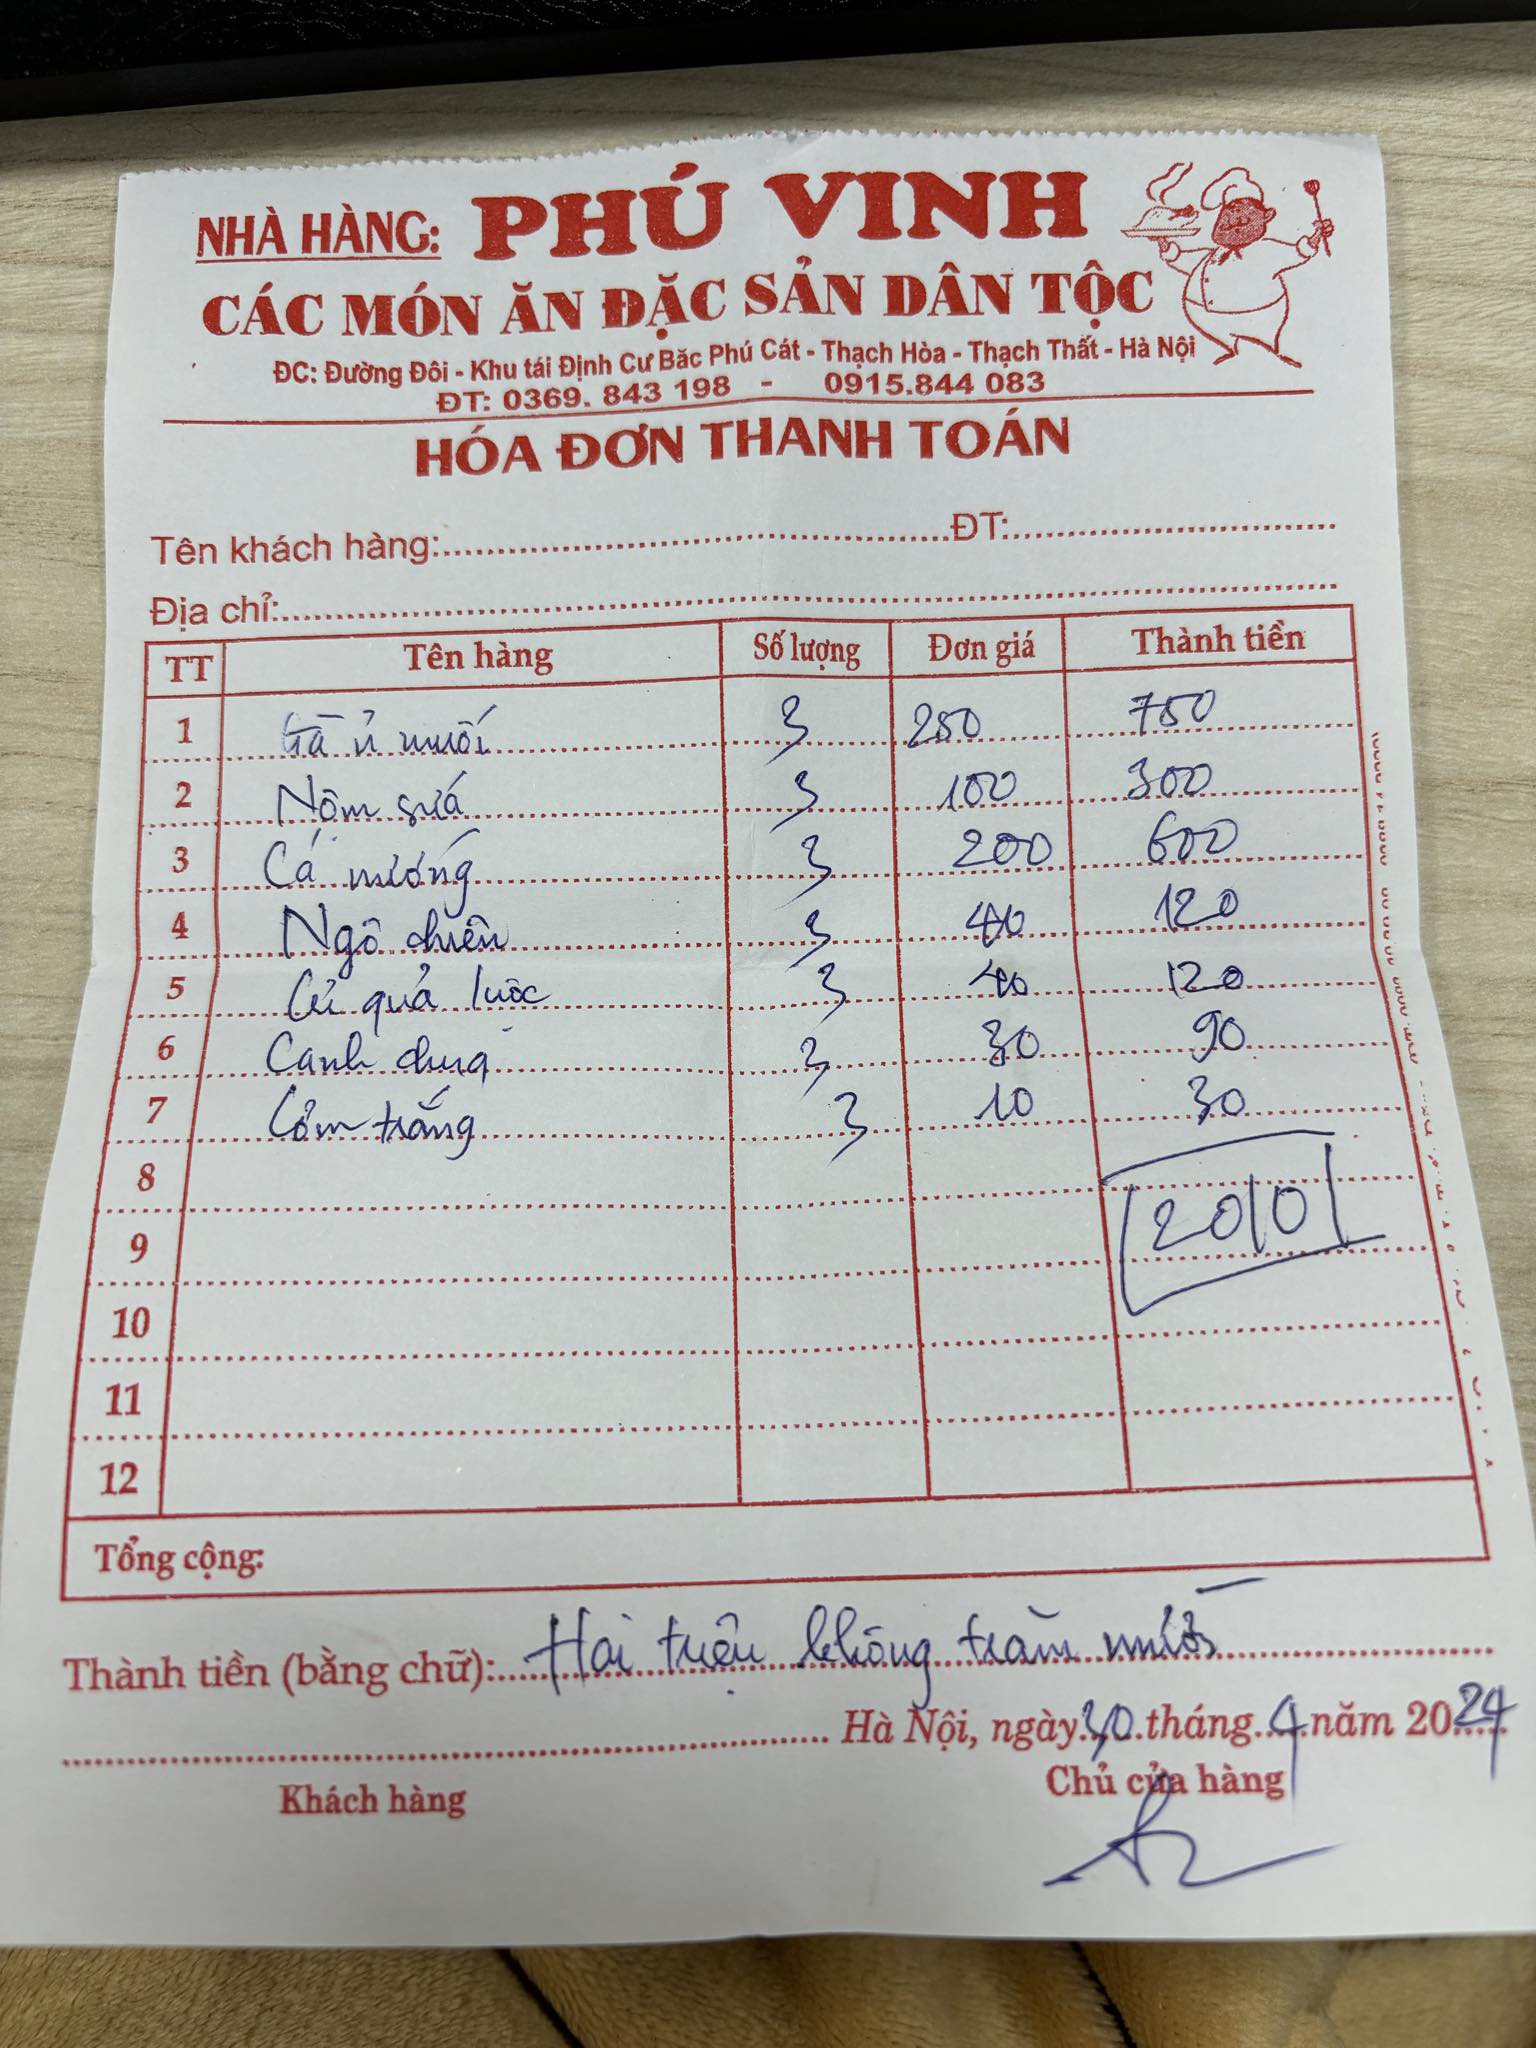 NHÀ HÀNG: PHÚ VINH
CÁC MÓN ĂN ĐẶC SẢN DÂN TỘC
ĐC: Đường Đôi - Khu tái Định Cư Băc Phú Cát - Thạch Hòa - Thạch Thất - Hà Nội
ĐT: 0369. 843 198 - 0915.844 083
HÓA ĐƠN THANH TOÁN
Tên khách hàng: ĐT:
Địa chỉ:
TT Tên hàng Số lượng Đơn giá Thành tiền
1 Gà ủ muối 3 250 750
2 Nộm sứa 3 100 300
3 Cá nướng 3 200 600
4 Ngô chiên 3 40 120
5 Củ quả luộc 3 40 120
6 Canh chua 3 30 90
7 Cơm trắng 3 10 30
8
9 2010
10
11
12
Tổng cộng:
Thành tiền (bằng chữ): Hai triệu không trăm mười
Hà Nội, ngày 30 tháng 4 năm 2024
Khách hàng Chủ cửa hàng